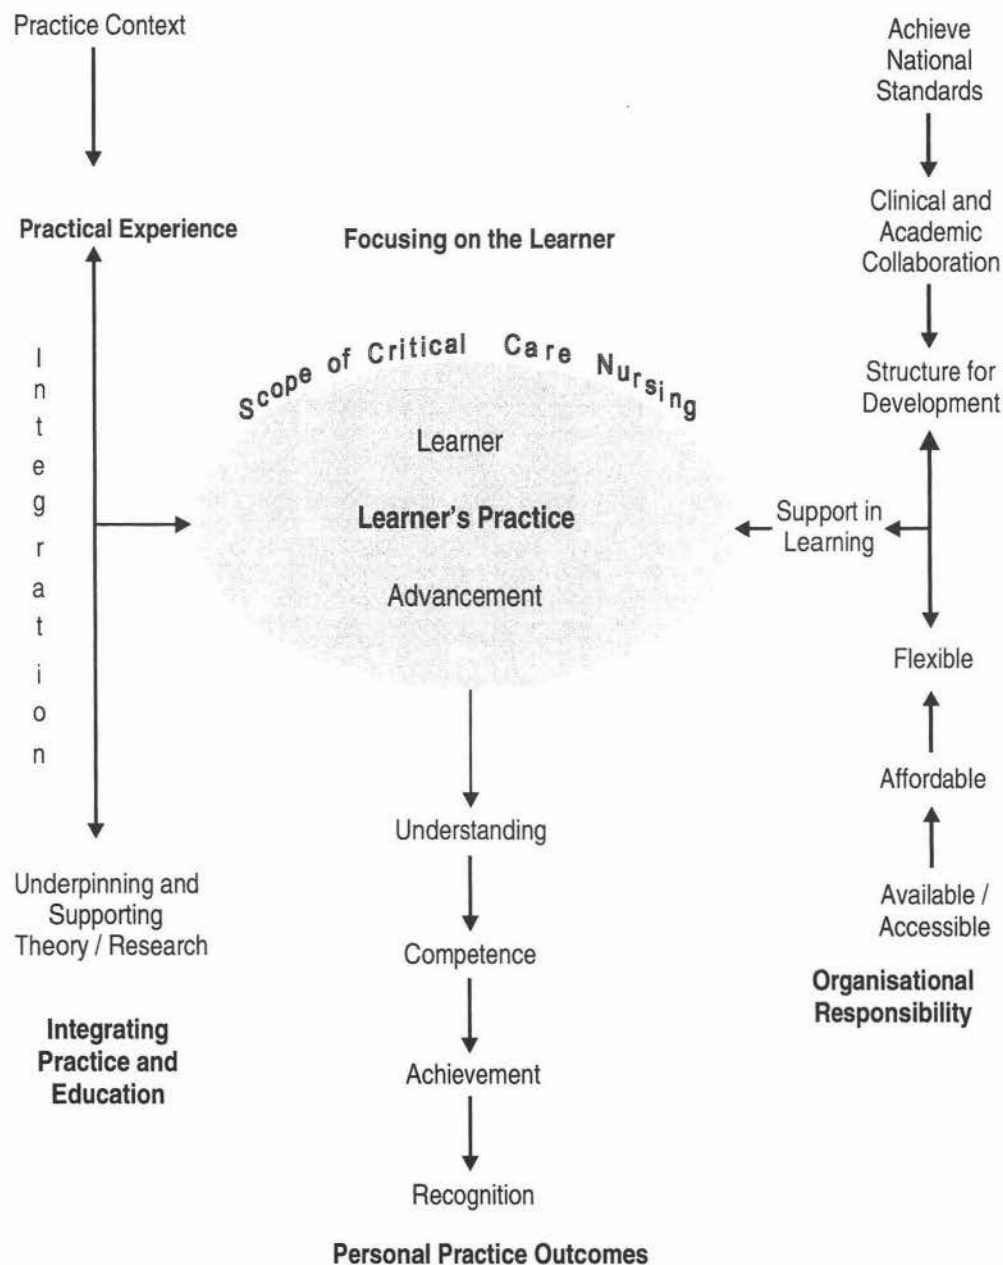 Practice Context
Practical Experience
Integration
Underpinning and
Supporting
Theory / Research
Integrating
Practice and
Education
Focusing on the Learner
Scope of Critical Care Nursing
Learner
Learner's Practice
Advancement
Understanding
Competence
Achievement
Recognition
Personal Practice Outcomes
Achieve
National
Standards
Clinical and
Academic
Collaboration
Structure for
Development
Support in
Learning
Flexible
Affordable
Available /
Accessible
Organisational
Responsibility